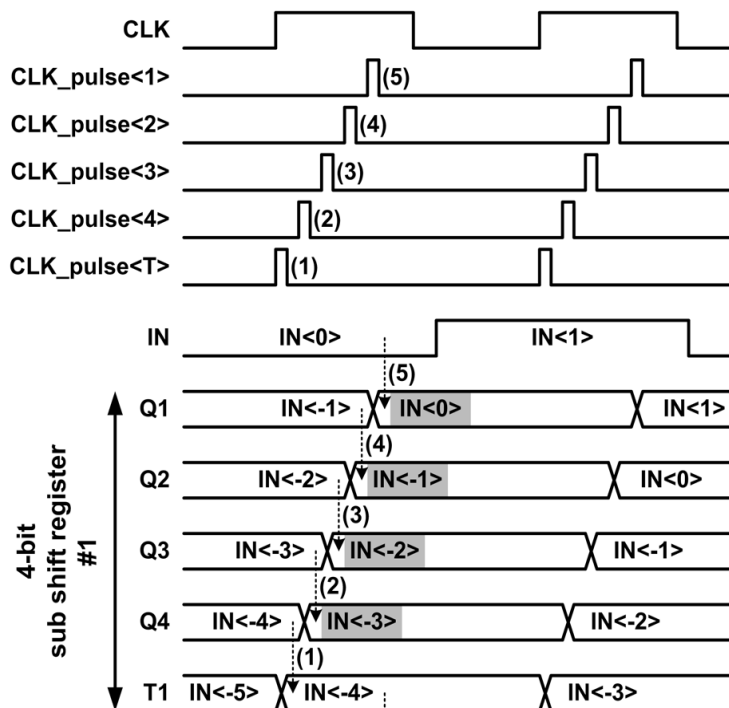 CLK
CLK_pulse<1> (5)
CLK_pulse<2> (4)
CLK_pulse<3> (3)
CLK_pulse<4> (2)
CLK_pulse<T> (1)
IN IN<0> IN<1>
(5)
Q1 IN<-1> IN<0> IN<1>
(4)
Q2 IN<-2> IN<-1> IN<0>
(3)
Q3 IN<-3> IN<-2> IN<-1>
(2)
Q4 IN<-4> IN<-3> IN<-2>
(1)
T1 IN<-5> IN<-4> IN<-3>
4-bit
sub shift register
#1